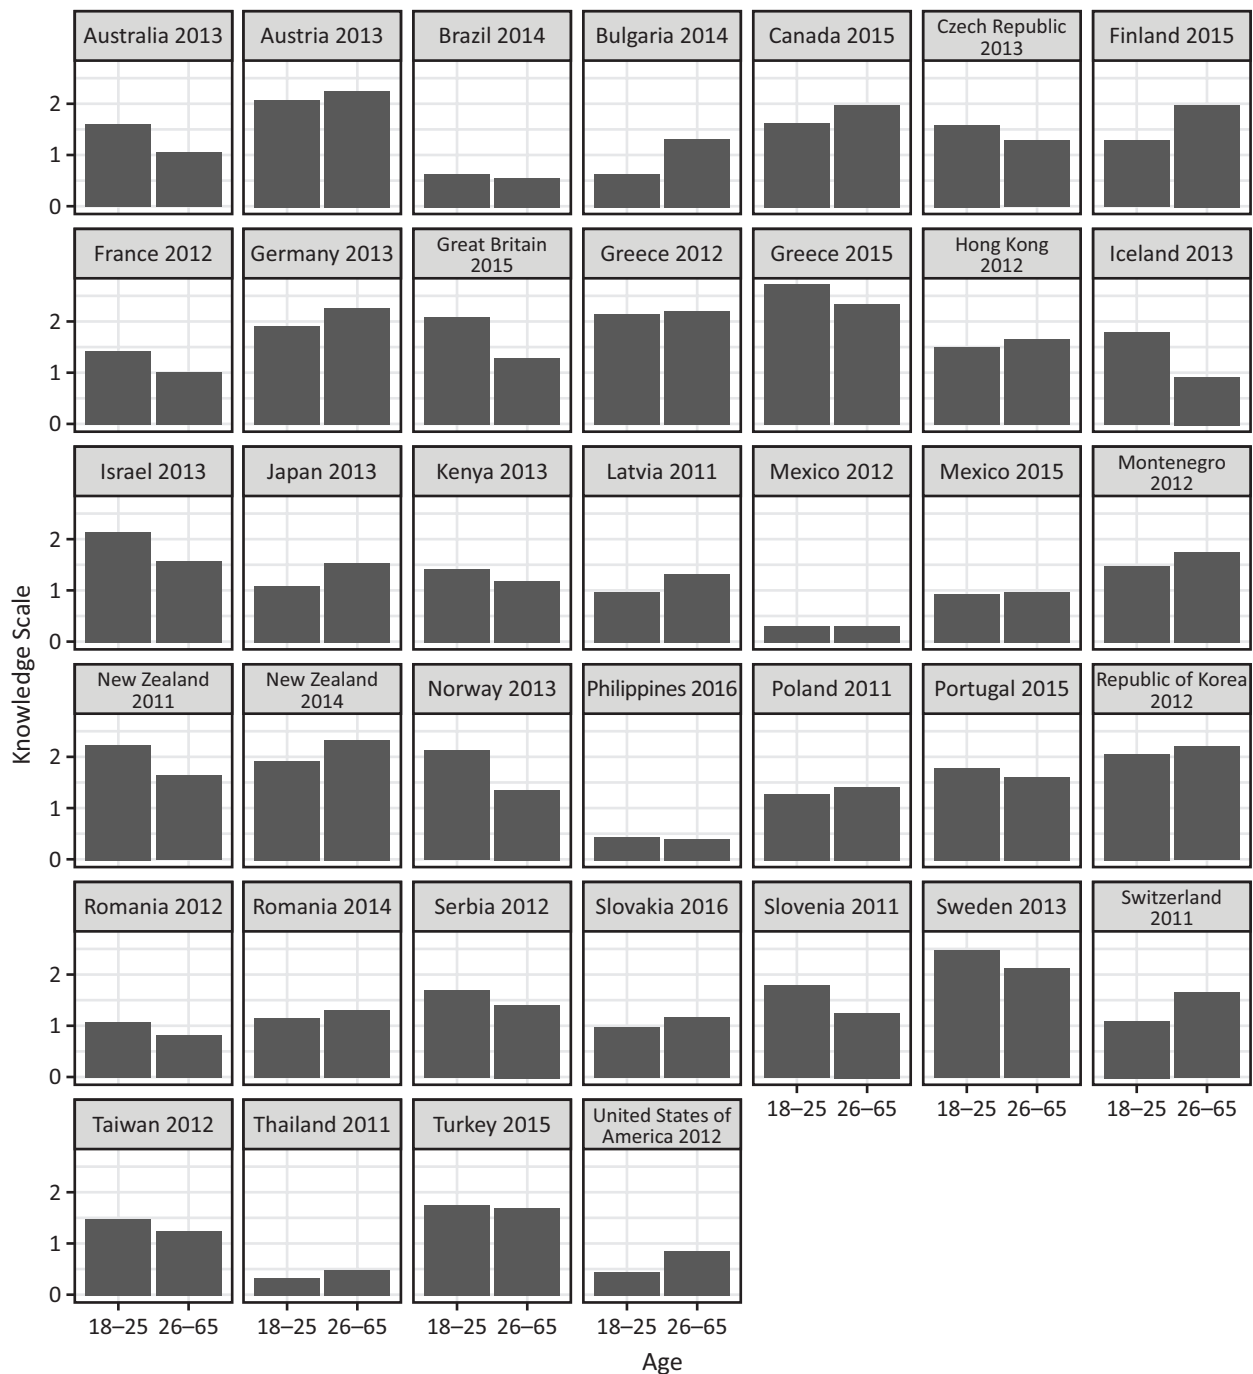 Australia 2013
Austria 2013
Brazil 2014
Bulgaria 2014
Canada 2015
Czech Republic
2013
Finland 2015
2
1
0
France 2012
Germany 2013
Great Britain
2015
Greece 2012
Greece 2015
Hong Kong
2012
Iceland 2013
2
1
0
Israel 2013
Japan 2013
Kenya 2013
Latvia 2011
Mexico 2012
Mexico 2015
Montenegro
2012
2
1
0
Knowledge Scale
New Zealand
2011
New Zealand
2014
Norway 2013
Philippines 2016
Poland 2011
Portugal 2015
Republic of Korea
2012
2
1
0
Romania 2012
Romania 2014
Serbia 2012
Slovakia 2016
Slovenia 2011
Sweden 2013
Switzerland
2011
2
1
0
18–25 26–65
18–25 26–65
18–25 26–65
Taiwan 2012
Thailand 2011
Turkey 2015
United States of
America 2012
2
1
0
18–25 26–65
18–25 26–65
18–25 26–65
18–25 26–65
Age